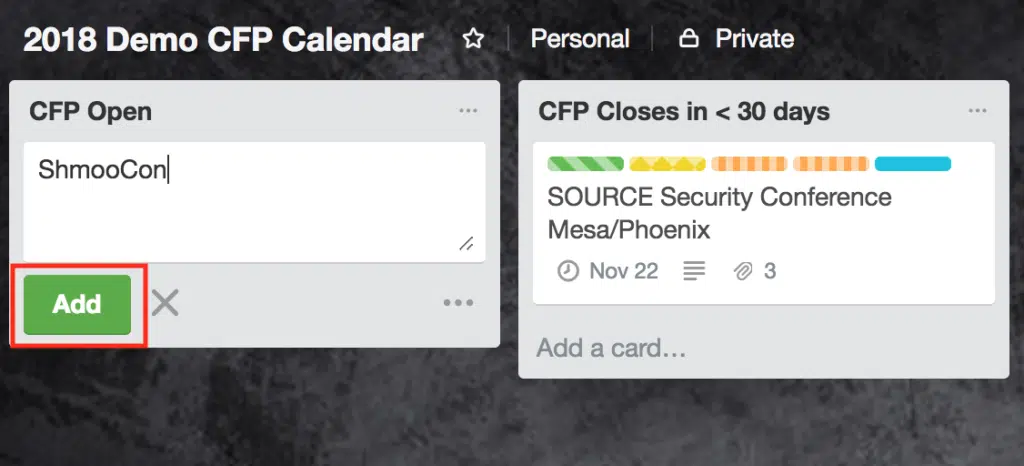 2018 Demo CFP Calendar Personal Private
CFP Open
ShmooCon
Add
CFP Closes in < 30 days
SOURCE Security Conference
Mesa/Phoenix
Nov 22 3
Add a card…